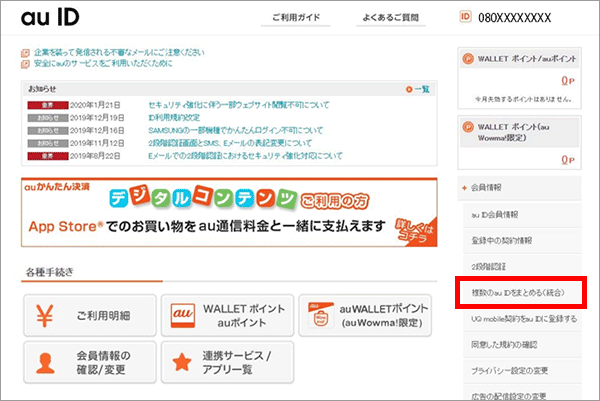 au ID
ご利用ガイド
よくあるご質問
ID 080XXXXXXXX
企業を装って発信される不審なメールにご注意ください
安全にauのサービスをご利用いただくために
お知らせ
一覧
重要 2020年1月21日 セキュリティ強化に伴う一部ウェブサイト閲覧不可について
お知らせ 2019年12月19日 ID利用規約改定
お知らせ 2019年12月16日 SAMSUNGの一部機種でかんたんログイン不可について
お知らせ 2019年11月12日 2段階認証画面とSMS、Eメールの表記変更について
重要 2019年8月22日 Eメールでの2段階認証におけるセキュリティ強化対応について
auかんたん決済
デジタルコンテンツ ご利用の方
App Store®でのお買い物をau通信料金と一緒に支払えます
詳しくは
コチラ
各種手続き
ご利用明細
au
WALLET ポイント
auポイント
auWALLETポイント
(au Wowma!限定)
会員情報の
確認/変更
連携サービス/
アプリ一覧
WALLET ポイント/auポイント
0P
今月失効するポイントはありません。
WALLET ポイント(au
Wowma!限定)
0P
会員情報
au ID会員情報
登録中の契約情報
2段階認証
複数のau IDをまとめる(統合)
UQ mobile契約をau IDに登録する
同意した規約の確認
プライバシー設定の変更
広告の配信設定の変更